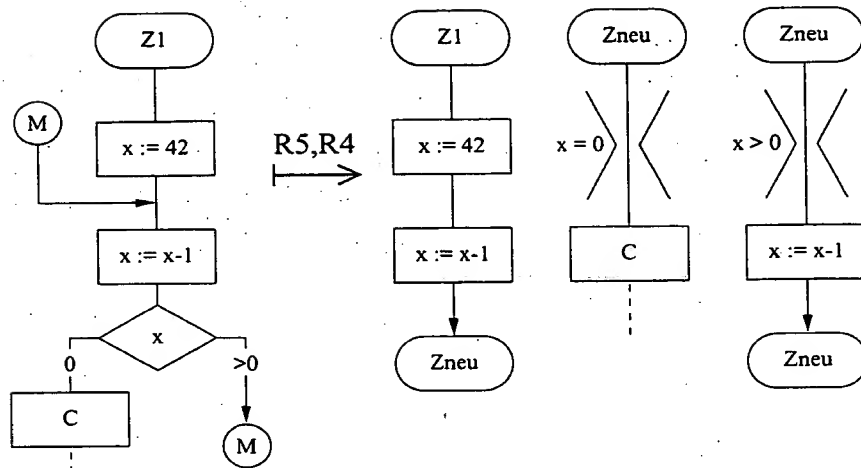 Z1
M
x := 42
x := x-1
x
0
>0
C
M
R5,R4
Z1
x := 42
x := x-1
Zneu
Zneu
x = 0
C
Zneu
x > 0
x := x-1
Zneu